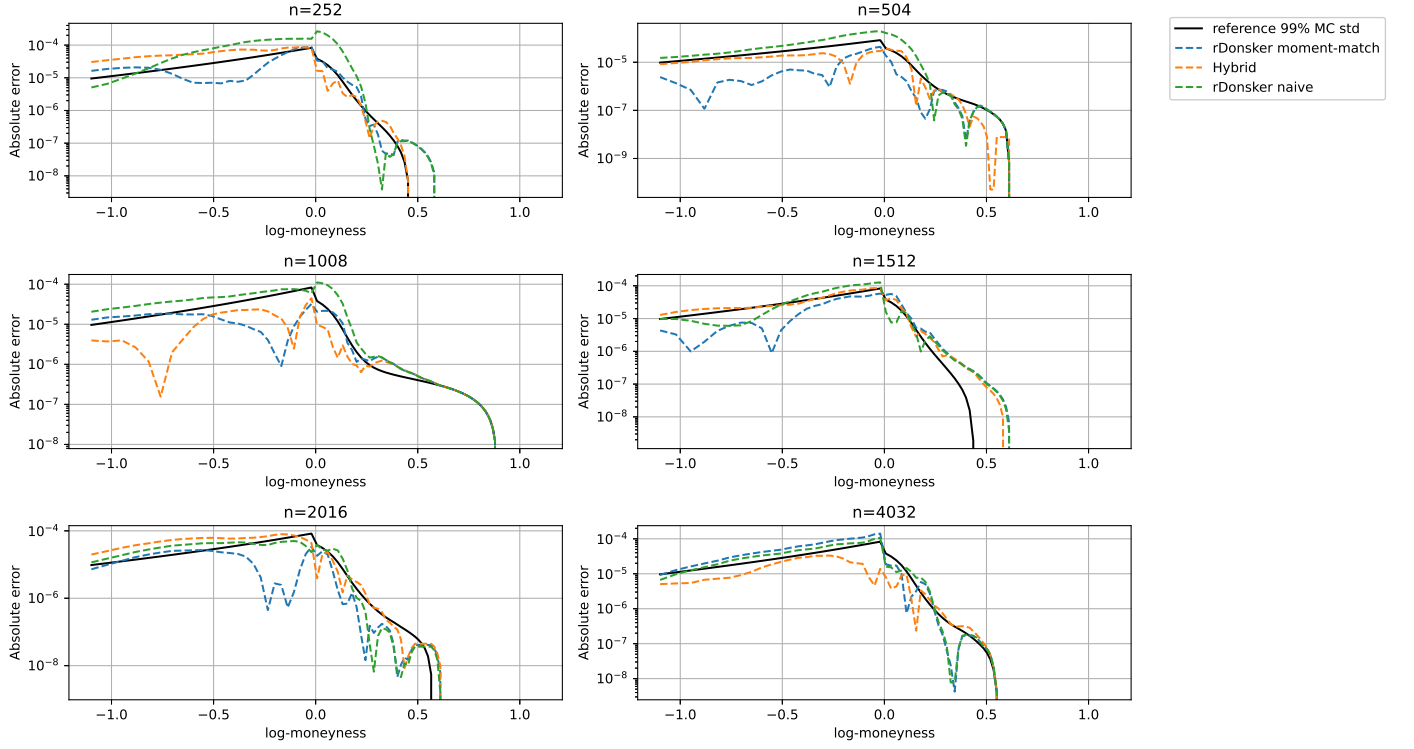 n=252
Absolute error
10⁻⁴
10⁻⁵
10⁻⁶
10⁻⁷
10⁻⁸
−1.0 −0.5 0.0 0.5 1.0
log-moneyness
n=504
Absolute error
10⁻⁵
10⁻⁷
10⁻⁹
−1.0 −0.5 0.0 0.5 1.0
log-moneyness
reference 99% MC std
rDonsker moment-match
Hybrid
rDonsker naive
n=1008
Absolute error
10⁻⁴
10⁻⁵
10⁻⁶
10⁻⁷
10⁻⁸
−1.0 −0.5 0.0 0.5 1.0
log-moneyness
n=1512
Absolute error
10⁻⁴
10⁻⁵
10⁻⁶
10⁻⁷
10⁻⁸
−1.0 −0.5 0.0 0.5 1.0
log-moneyness
n=2016
Absolute error
10⁻⁴
10⁻⁶
10⁻⁸
−1.0 −0.5 0.0 0.5 1.0
log-moneyness
n=4032
Absolute error
10⁻⁴
10⁻⁵
10⁻⁶
10⁻⁷
10⁻⁸
−1.0 −0.5 0.0 0.5 1.0
log-moneyness